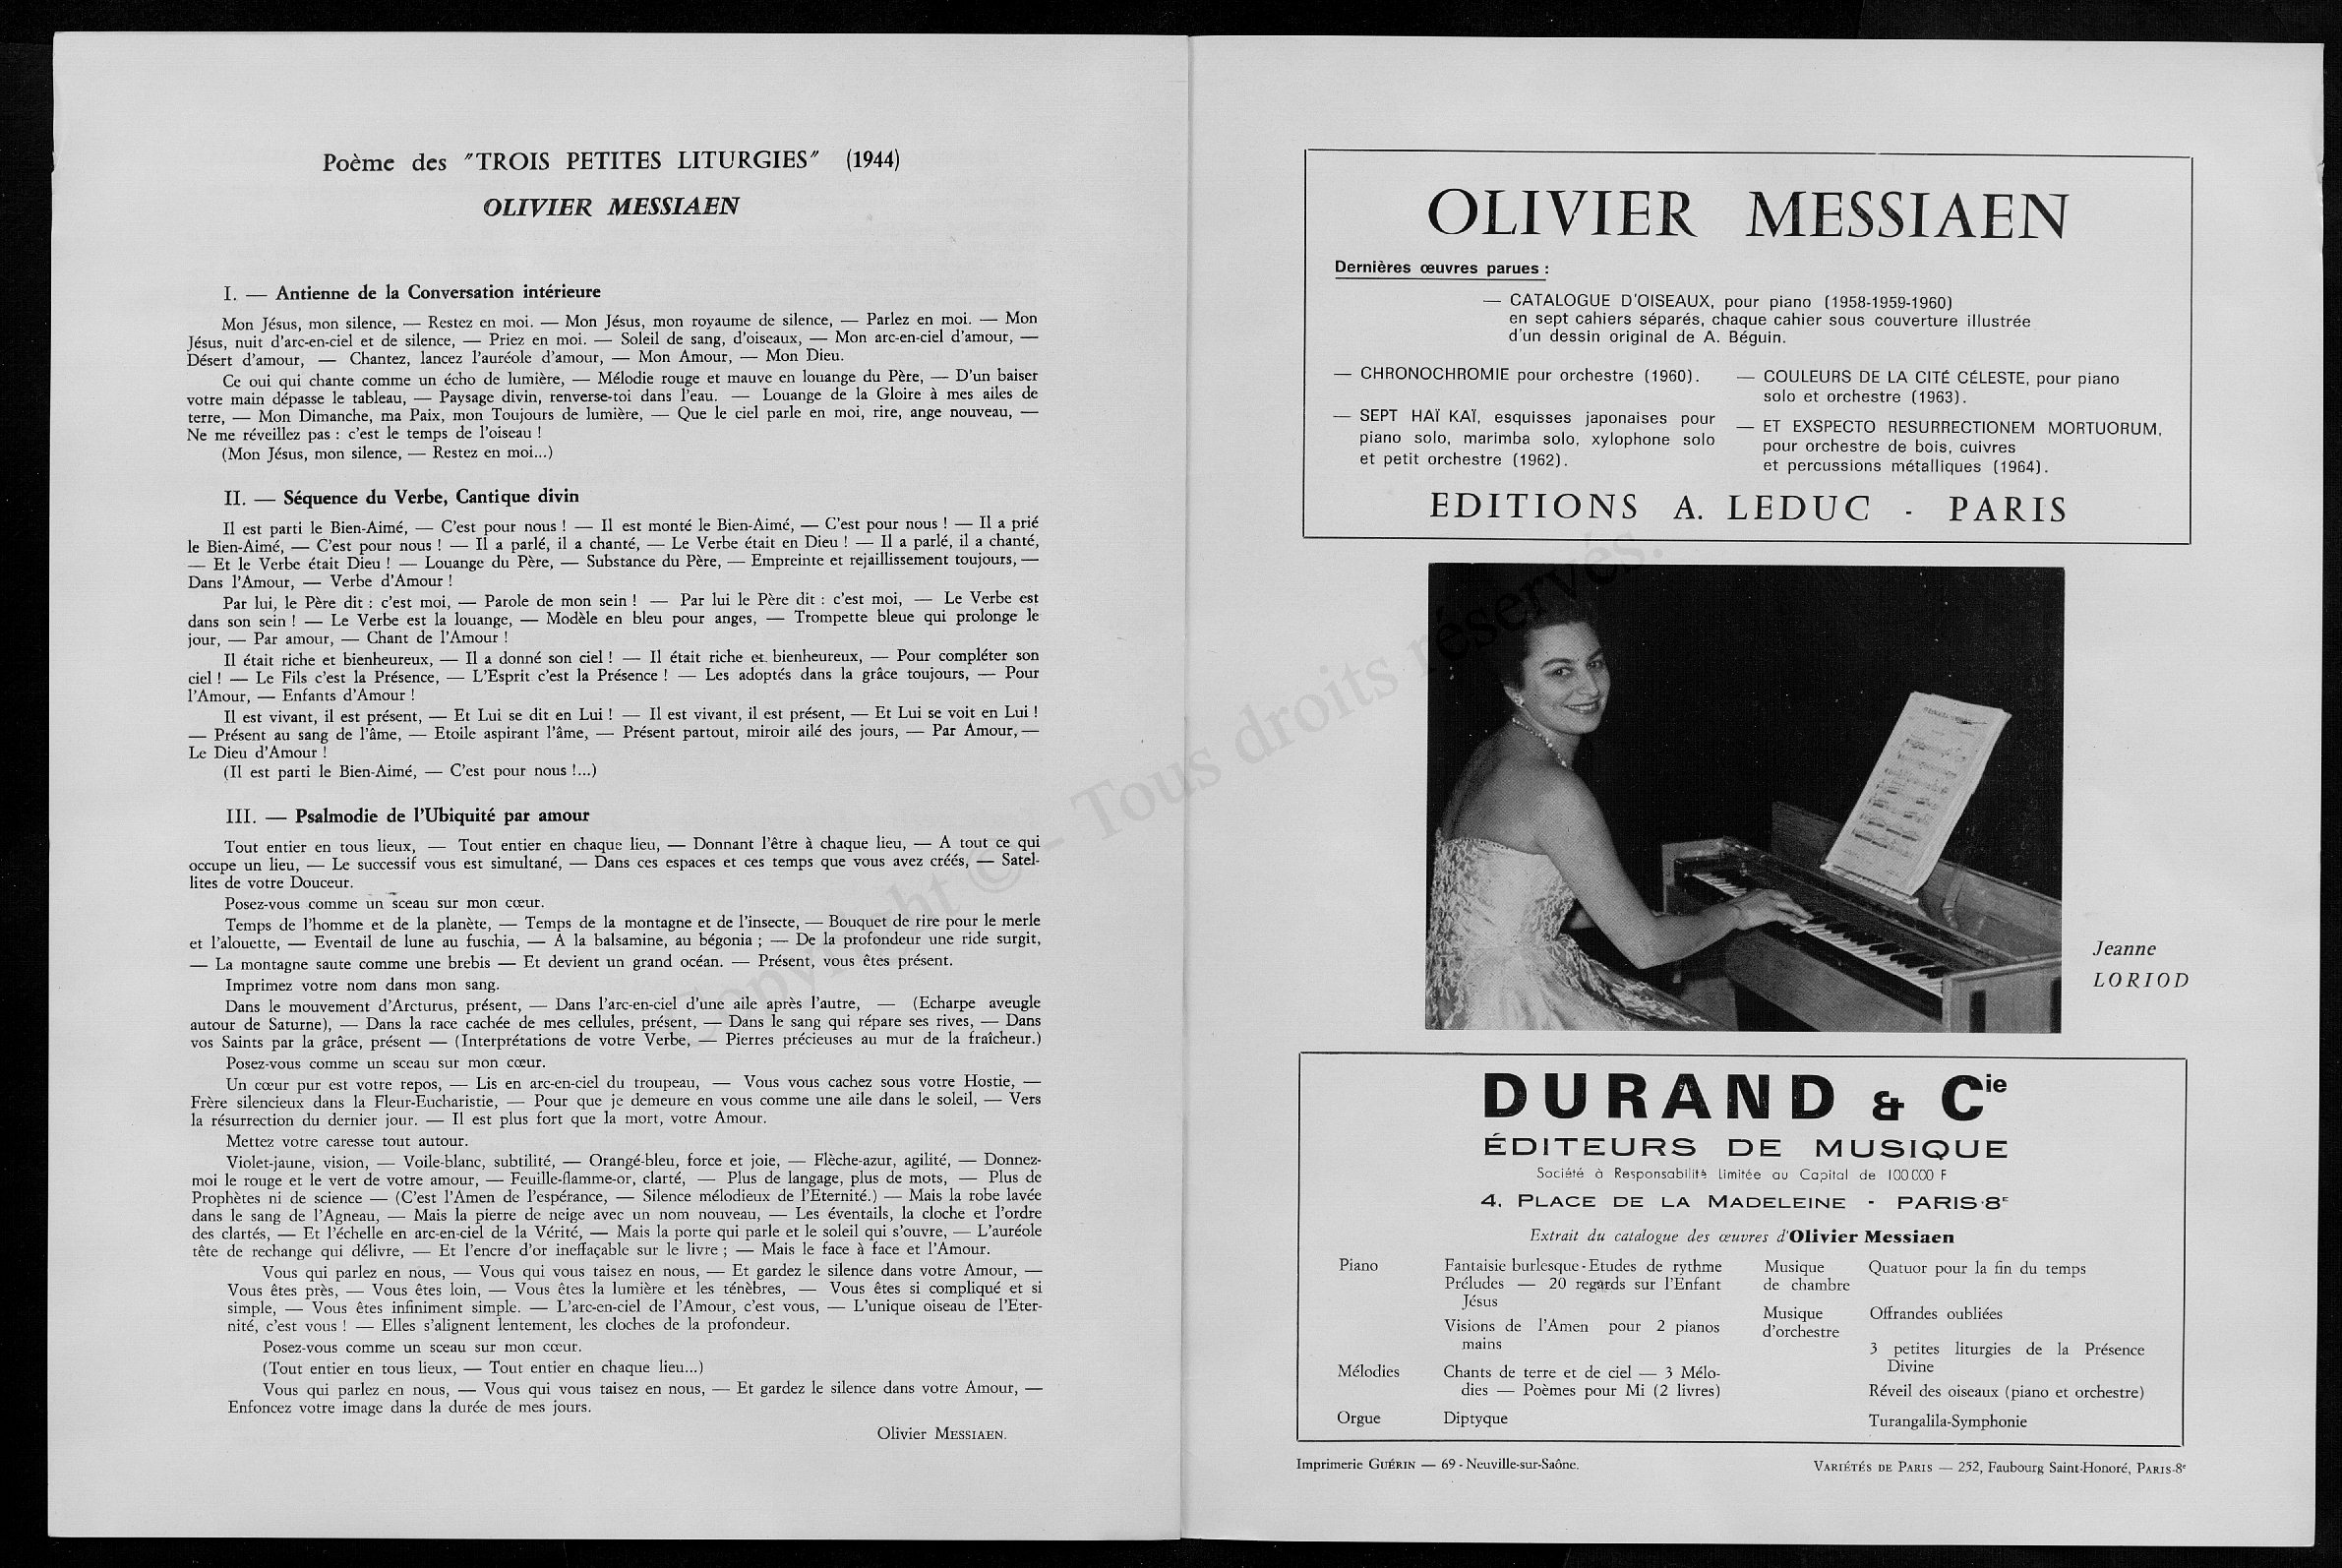 Poème des "TROIS PETITES LITURGIES" (1944)
OLIVIER MESSIAEN
I. — Antienne de la Conversation intérieure
Mon Jésus, mon silence, — Restez en moi. — Mon Jésus, mon royaume de silence, — Parlez en moi. — Mon
Jésus, nuit d'arc-en-ciel et de silence, — Priez en moi. — Soleil de sang, d'oiseaux, — Mon arc-en-ciel d'amour, —
Désert d'amour, — Chantez, lancez l'auréole d'amour, — Mon Amour, — Mon Dieu.
Ce oui qui chante comme un écho de lumière, — Mélodie rouge et mauve en louange du Père, — D'un baiser
votre main dépasse le tableau, — Paysage divin, renverse-toi dans l'eau. — Louange de la Gloire à mes ailes de
terre, — Mon Dimanche, ma Paix, mon Toujours de lumière, — Que le ciel parle en moi, rire, ange nouveau, —
Ne me réveillez pas : c'est le temps de l'oiseau !
(Mon Jésus, mon silence, — Restez en moi...)
II. — Séquence du Verbe, Cantique divin
Il est parti le Bien-Aimé, — C'est pour nous ! — Il est monté le Bien-Aimé, — C'est pour nous ! — Il a prié
le Bien-Aimé, — C'est pour nous ! — Il a parlé, il a chanté, — Le Verbe était en Dieu ! — Il a parlé, il a chanté,
— Et le Verbe était Dieu ! — Louange du Père, — Substance du Père, — Empreinte et rejaillissement toujours, —
Dans l'Amour, — Verbe d'Amour !
Par lui, le Père dit : c'est moi, — Parole de mon sein ! — Par lui le Père dit : c'est moi, — Le Verbe est
dans son sein ! — Le Verbe est la louange, — Modèle en bleu pour anges, — Trompette bleue qui prolonge le
jour, — Par amour, — Chant de l'Amour !
Il était riche et bienheureux, — Il a donné son ciel ! — Il était riche et bienheureux, — Pour compléter son
ciel ! — Le Fils c'est la Présence, — L'Esprit c'est la Présence ! — Les adoptés dans la grâce toujours, — Pour
l'Amour, — Enfants d'Amour !
Il est vivant, il est présent, — Et Lui se dit en Lui ! — Il est vivant, il est présent, — Et Lui se voit en Lui !
— Présent au sang de l'âme, — Etoile aspirant l'âme, — Présent partout, miroir ailé des jours, — Par Amour, —
Le Dieu d'Amour !
(Il est parti le Bien-Aimé, — C'est pour nous !...)
III. — Psalmodie de l'Ubiquité par amour
Tout entier en tous lieux, — Tout entier en chaque lieu, — Donnant l'être à chaque lieu, — A tout ce qui
occupe un lieu, — Le successif vous est simultané, — Dans ces espaces et ces temps que vous avez créés, — Satel-
lites de votre Douceur.
Posez-vous comme un sceau sur mon cœur.
Temps de l'homme et de la planète, — Temps de la montagne et de l'insecte, — Bouquet de rire pour le merle
et l'alouette, — Eventail de lune au fuschia, — A la balsamine, au bégonia ; — De la profondeur une ride surgit,
— La montagne saute comme une brebis — Et devient un grand océan. — Présent, vous êtes présent.
Imprimez votre nom dans mon sang.
Dans le mouvement d'Arcturus, présent, — Dans l'arc-en-ciel d'une aile après l'autre, — (Echarpe aveugle
autour de Saturne), — Dans la race cachée de mes cellules, présent, — Dans le sang qui répare ses rives, — Dans
vos Saints par la grâce, présent — (Interprétations de votre Verbe, — Pierres précieuses au mur de la fraîcheur.)
Posez-vous comme un sceau sur mon cœur.
Un cœur pur est votre repos, — Lis en arc-en-ciel du troupeau, — Vous vous cachez sous votre Hostie, —
Frère silencieux dans la Fleur-Eucharistie, — Pour que je demeure en vous comme une aile dans le soleil, — Vers
la résurrection du dernier jour. — Il est plus fort que la mort, votre Amour.
Mettez votre caresse tout autour.
Violet-jaune, vision, — Voile-blanc, subtilité, — Orangé-bleu, force et joie, — Flèche-azur, agilité, — Donnez-
moi le rouge et le vert de votre amour, — Feuille-flamme-or, clarté, — Plus de langage, plus de mots, — Plus de
Prophètes ni de science — (C'est l'Amen de l'espérance, — Silence mélodieux de l'Eternité.) — Mais la robe lavée
dans le sang de l'Agneau, — Mais la pierre de neige avec un nom nouveau, — Les éventails, la cloche et l'ordre
des clartés, — Et l'échelle en arc-en-ciel de la Vérité, — Mais la porte qui parle et le soleil qui s'ouvre, — L'auréole
tête de rechange qui délivre, — Et l'encre d'or ineffaçable sur le livre ; — Mais le face à face et l'Amour.
Vous qui parlez en nous, — Vous qui vous taisez en nous, — Et gardez le silence dans votre Amour, —
Vous êtes près, — Vous êtes loin, — Vous êtes la lumière et les ténèbres, — Vous êtes si compliqué et si
simple, — Vous êtes infiniment simple. — L'arc-en-ciel de l'Amour, c'est vous, — L'unique oiseau de l'Eter-
nité, c'est vous ! — Elles s'alignent lentement, les cloches de la profondeur.
Posez-vous comme un sceau sur mon cœur.
(Tout entier en tous lieux, — Tout entier en chaque lieu...)
Vous qui parlez en nous, — Vous qui vous taisez en nous, — Et gardez le silence dans votre Amour, —
Enfoncez votre image dans la durée de mes jours.
Olivier MESSIAEN.
OLIVIER MESSIAEN
Dernières œuvres parues :
— CATALOGUE D'OISEAUX, pour piano (1958-1959-1960)
en sept cahiers séparés, chaque cahier sous couverture illustrée
d'un dessin original de A. Béguin.
— CHRONOCHROMIE pour orchestre (1960).
— SEPT HAÏ KAÏ, esquisses japonaises pour
piano solo, marimba solo, xylophone solo
et petit orchestre (1962).
— COULEURS DE LA CITÉ CÉLESTE, pour piano
solo et orchestre (1963).
— ET EXSPECTO RESURRECTIONEM MORTUORUM,
pour orchestre de bois, cuivres
et percussions métalliques (1964).
EDITIONS A. LEDUC - PARIS
Jeanne
LORIOD
DURAND & Cie
ÉDITEURS DE MUSIQUE
Société à Responsabilité Limitée au Capital de 100 000 F
4, PLACE DE LA MADELEINE - PARIS-8E
Extrait du catalogue des œuvres d'Olivier Messiaen
Piano
Fantaisie burlesque - Etudes de rythme
Préludes — 20 regards sur l'Enfant
Jésus
Visions de l'Amen pour 2 pianos
mains
Mélodies
Chants de terre et de ciel — 3 Mélo-
dies — Poèmes pour Mi (2 livres)
Orgue
Diptyque
Musique
de chambre
Quatuor pour la fin du temps
Musique
d'orchestre
Offrandes oubliées
3 petites liturgies de la Présence
Divine
Réveil des oiseaux (piano et orchestre)
Turangalila-Symphonie
Imprimerie GUÉRIN — 69 - Neuville-sur-Saône.
VARIÉTÉS DE PARIS — 252, Faubourg Saint-Honoré, PARIS-8e
Copyright © - Tous droits réservés.